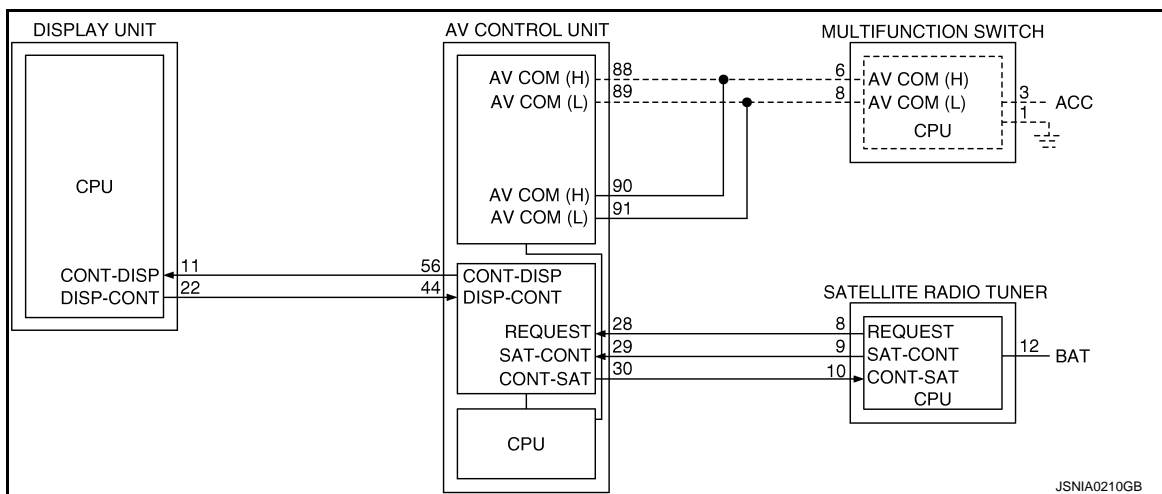 DISPLAY UNIT
CPU
CONT-DISP
DISP-CONT
11
22
AV CONTROL UNIT
AV COM (H)
AV COM (L)
88
89
AV COM (H)
AV COM (L)
90
91
56
44
CONT-DISP
DISP-CONT
REQUEST
SAT-CONT
CONT-SAT
28
29
30
CPU
MULTIFUNCTION SWITCH
6
8
AV COM (H)
AV COM (L)
CPU
3
1
ACC
SATELLITE RADIO TUNER
8
9
10
REQUEST
SAT-CONT
CONT-SAT
CPU
12
BAT
JSNIA0210GB